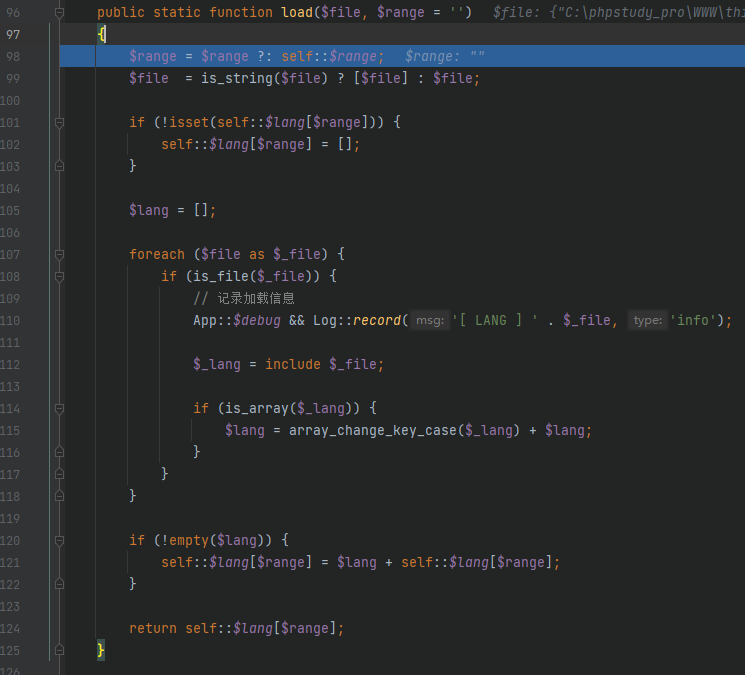 96 public static function load($file, $range = '') $file: {"C:\phpstudy_pro\WWW\thi
97 {
98 $range = $range ?: self::$range; $range: ""
99 $file = is_string($file) ? [$file] : $file;
100
101 if (!isset(self::$lang[$range])) {
102 self::$lang[$range] = [];
103 }
104
105 $lang = [];
106
107 foreach ($file as $_file) {
108 if (is_file($_file)) {
109 // 记录加载信息
110 App::$debug && Log::record( msg: '[ LANG ] ' . $_file, type: 'info');
111
112 $_lang = include $_file;
113
114 if (is_array($_lang)) {
115 $lang = array_change_key_case($_lang) + $lang;
116 }
117 }
118 }
119
120 if (!empty($lang)) {
121 self::$lang[$range] = $lang + self::$lang[$range];
122 }
123
124 return self::$lang[$range];
125 }
126